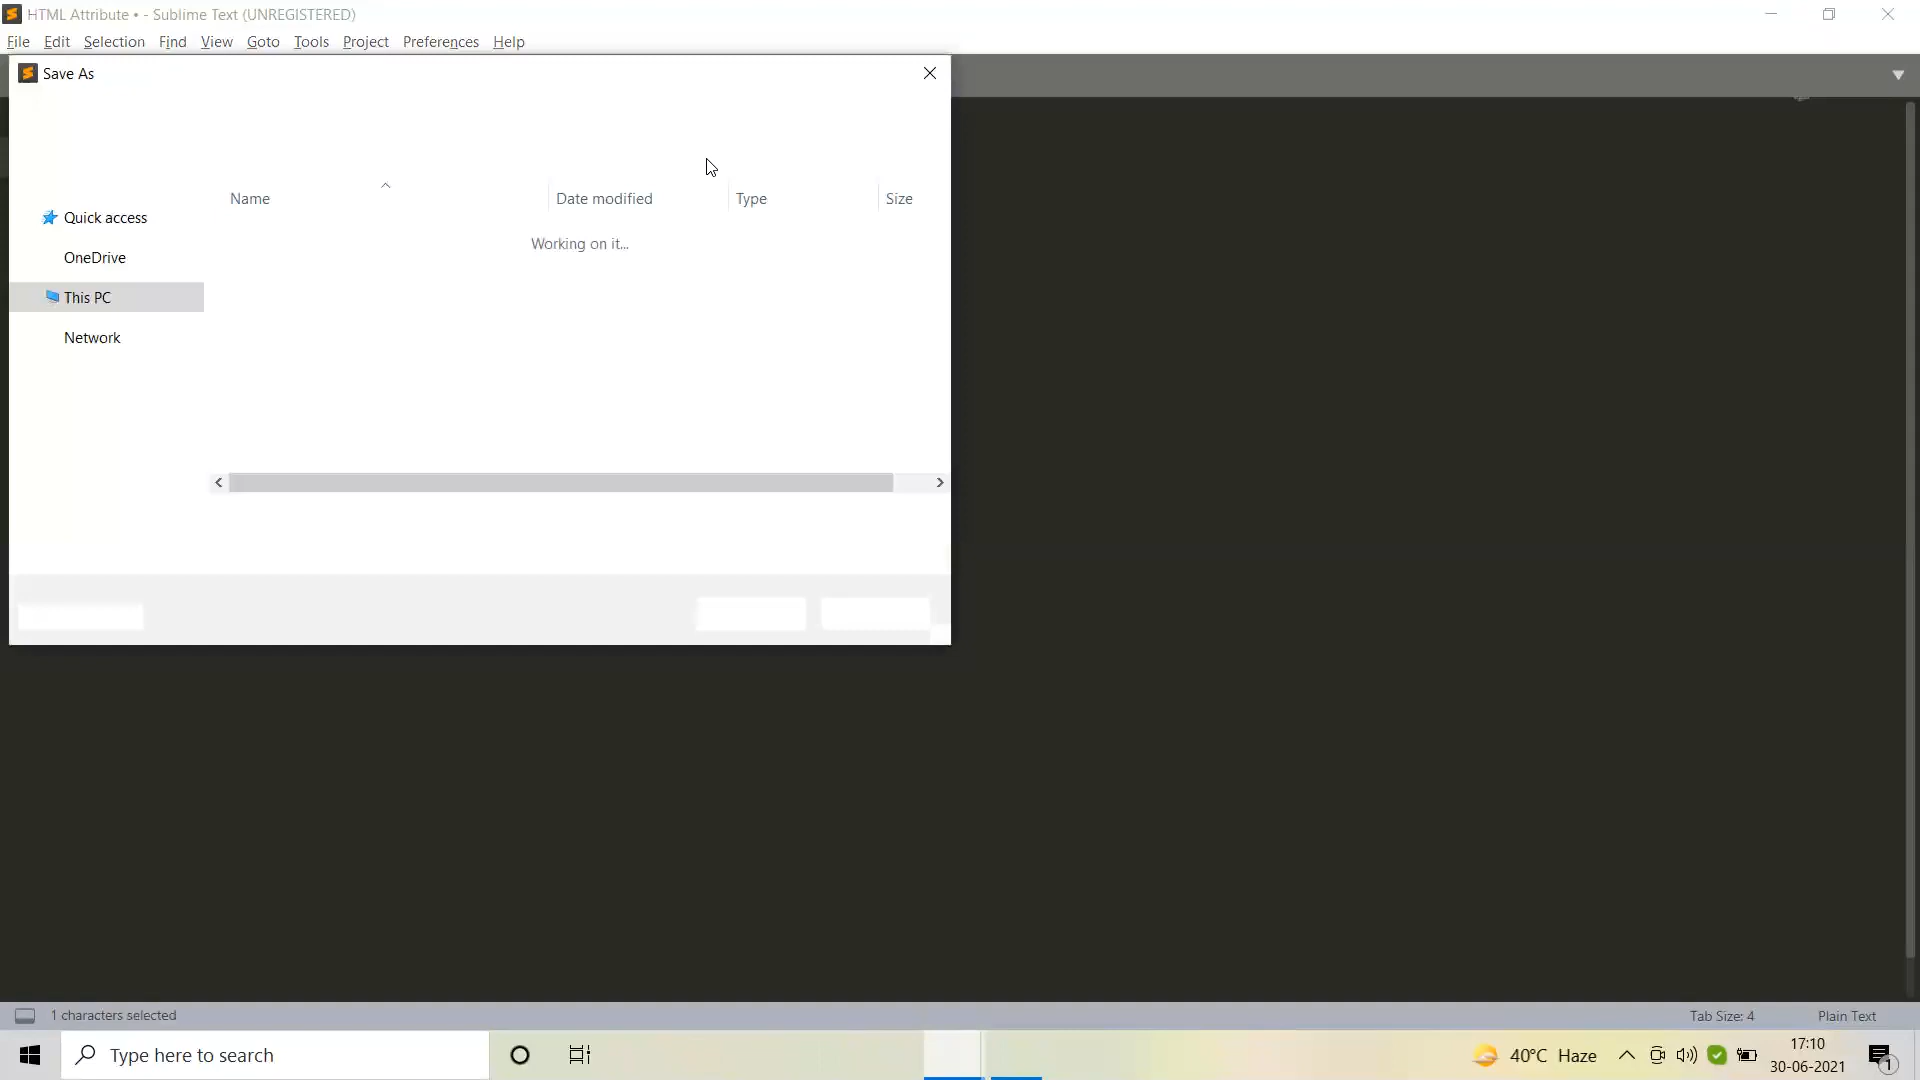 HTML Attribute • - Sublime Text (UNREGISTERED)
File Edit Selection Find View Goto Tools Project Preferences Help
Save As
Name Date modified Type Size
Quick access
Working on it...
OneDrive
This PC
Network
1 characters selected Tab Size: 4 Plain Text
Type here to search 40°C Haze 17:10
30-06-2021 1